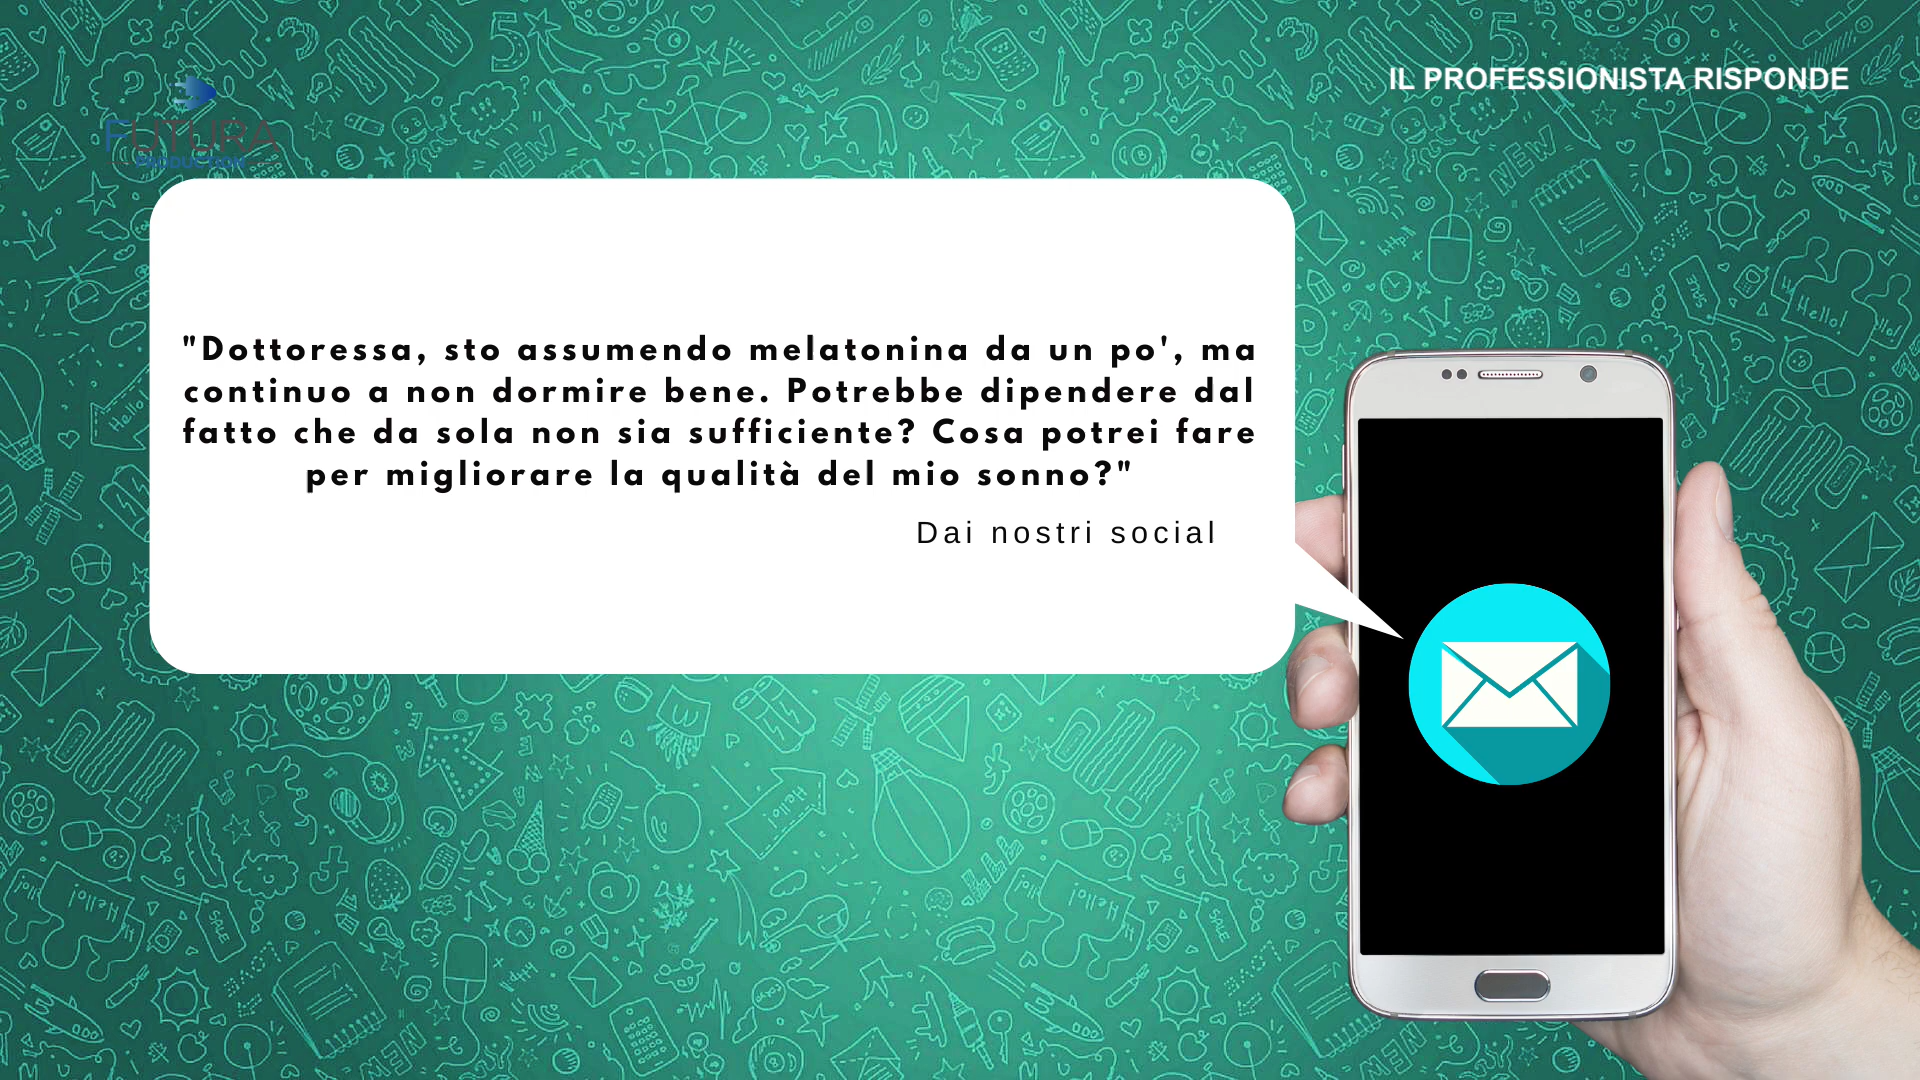 IL PROFESSIONISTA RISPONDE
FUTURA
PRODUCTION
"Dottoressa, sto assumendo melatonina da un po', ma
continuo a non dormire bene. Potrebbe dipendere dal
fatto che da sola non sia sufficiente? Cosa potrei fare
per migliorare la qualità del mio sonno?"
Dai nostri social